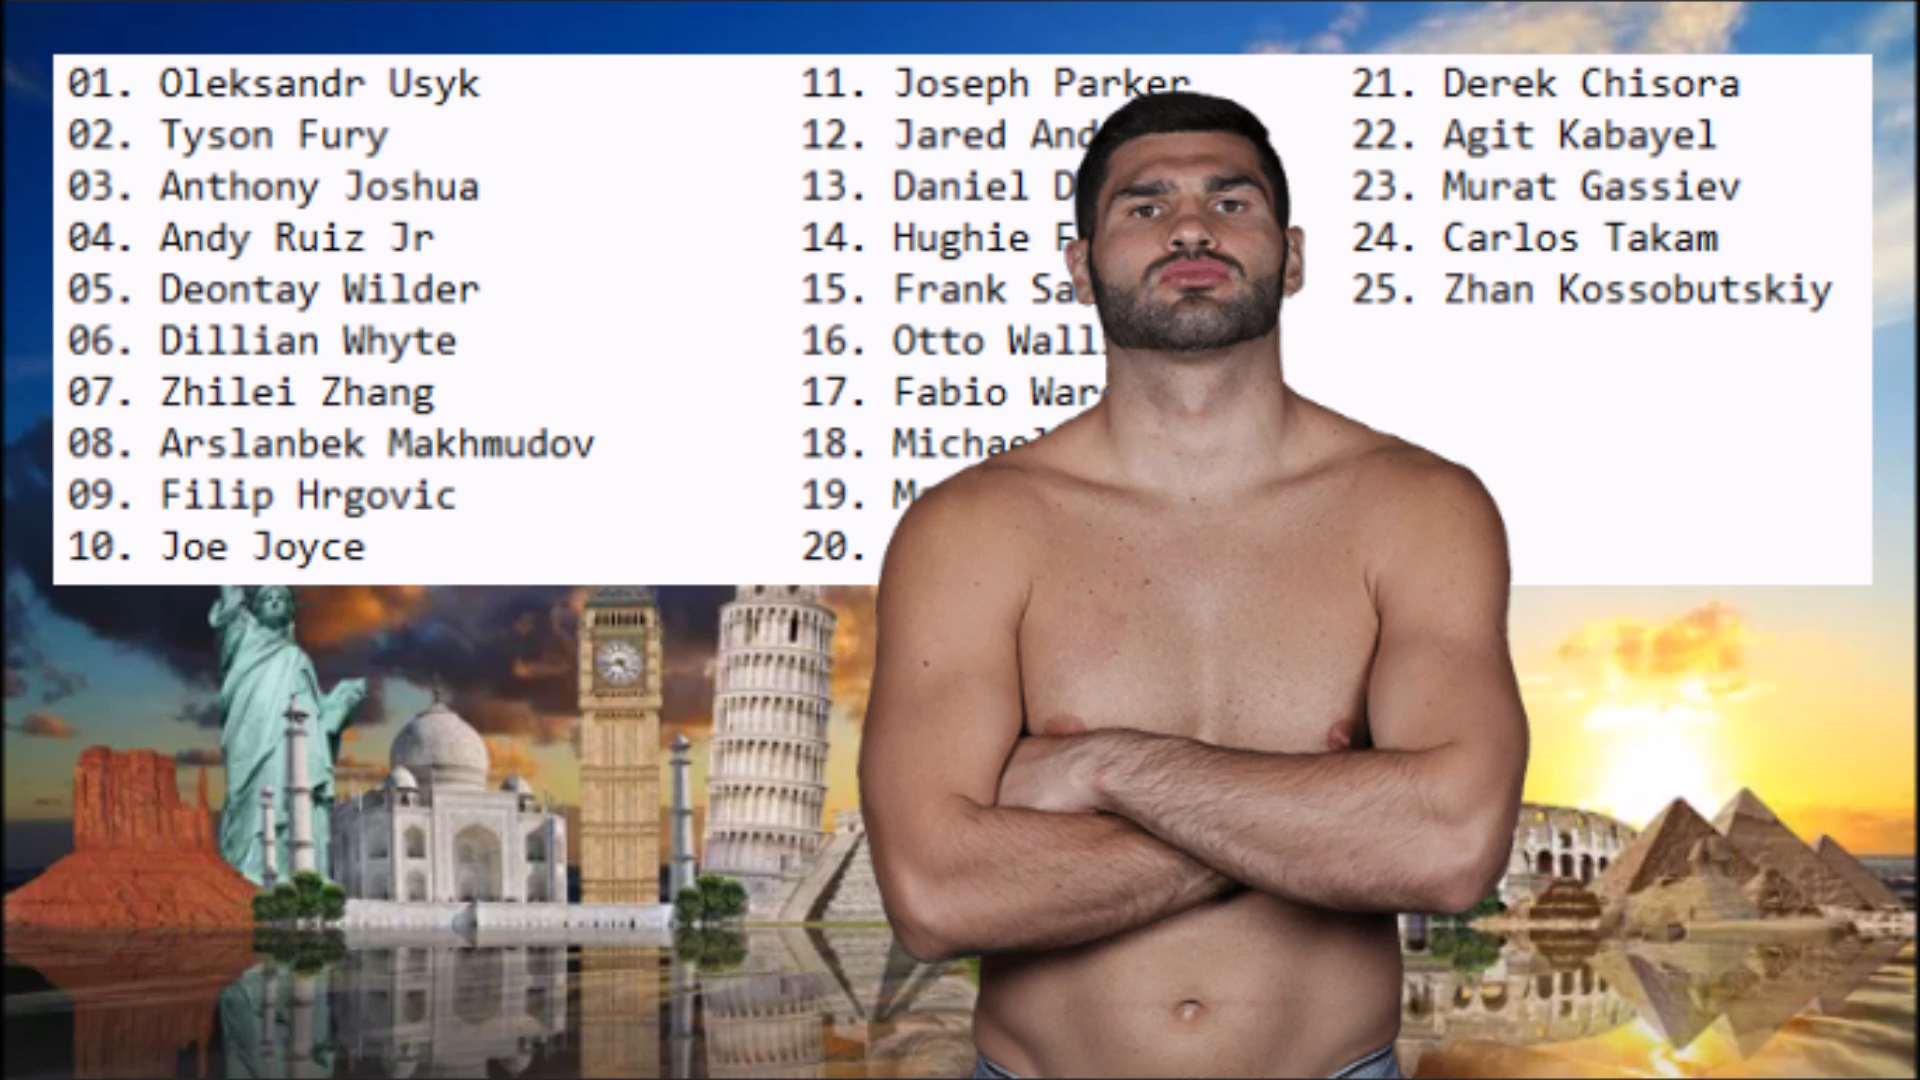 01. Oleksandr Usyk
02. Tyson Fury
03. Anthony Joshua
04. Andy Ruiz Jr
05. Deontay Wilder
06. Dillian Whyte
07. Zhilei Zhang
08. Arslanbek Makhmudov
09. Filip Hrgovic
10. Joe Joyce
11. Joseph Parker
12. Jared
13. Daniel
14. Hughie
15. Frank
16. Otto
17. Fabio
18.
19.
20.
21. Derek Chisora
22. Agit Kabayel
23. Murat Gassiev
24. Carlos Takam
25. Zhan Kossobutskiy